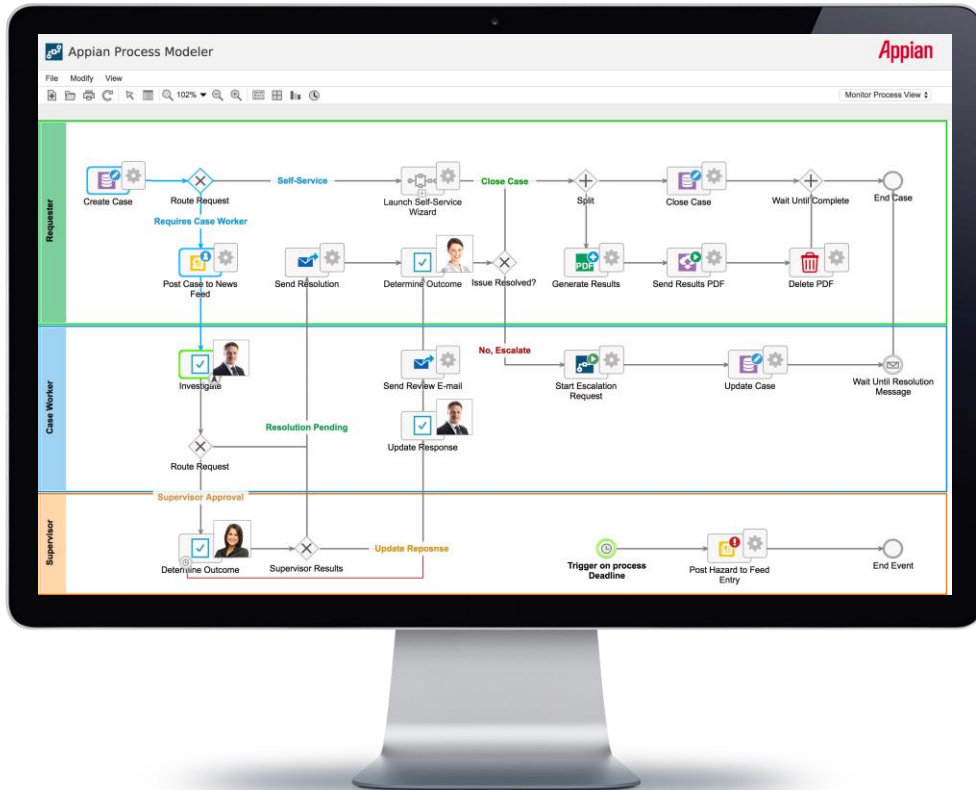 Appian Process Modeler
Appian
File Modify View
102%
Monitor Process View
Requester
Create Case
Route Request
Self-Service
Launch Self-Service
Wizard
Close Case
Split
Close Case
Wait Until Complete
End Case
Requires Case Worker
Post Case to News
Feed
Send Resolution
Determine Outcome
Issue Resolved?
PDF
Generate Results
Send Results PDF
Delete PDF
Case Worker
Investigate
Send Review E-mail
No, Escalate
Start Escalation
Request
Update Case
Wait Until Resolution
Message
Resolution Pending
Update Response
Route Request
Supervisor
Supervisor Approval
Determine Outcome
Supervisor Results
Update Reposnse
Trigger on process
Deadline
Post Hazard to Feed
Entry
End Event